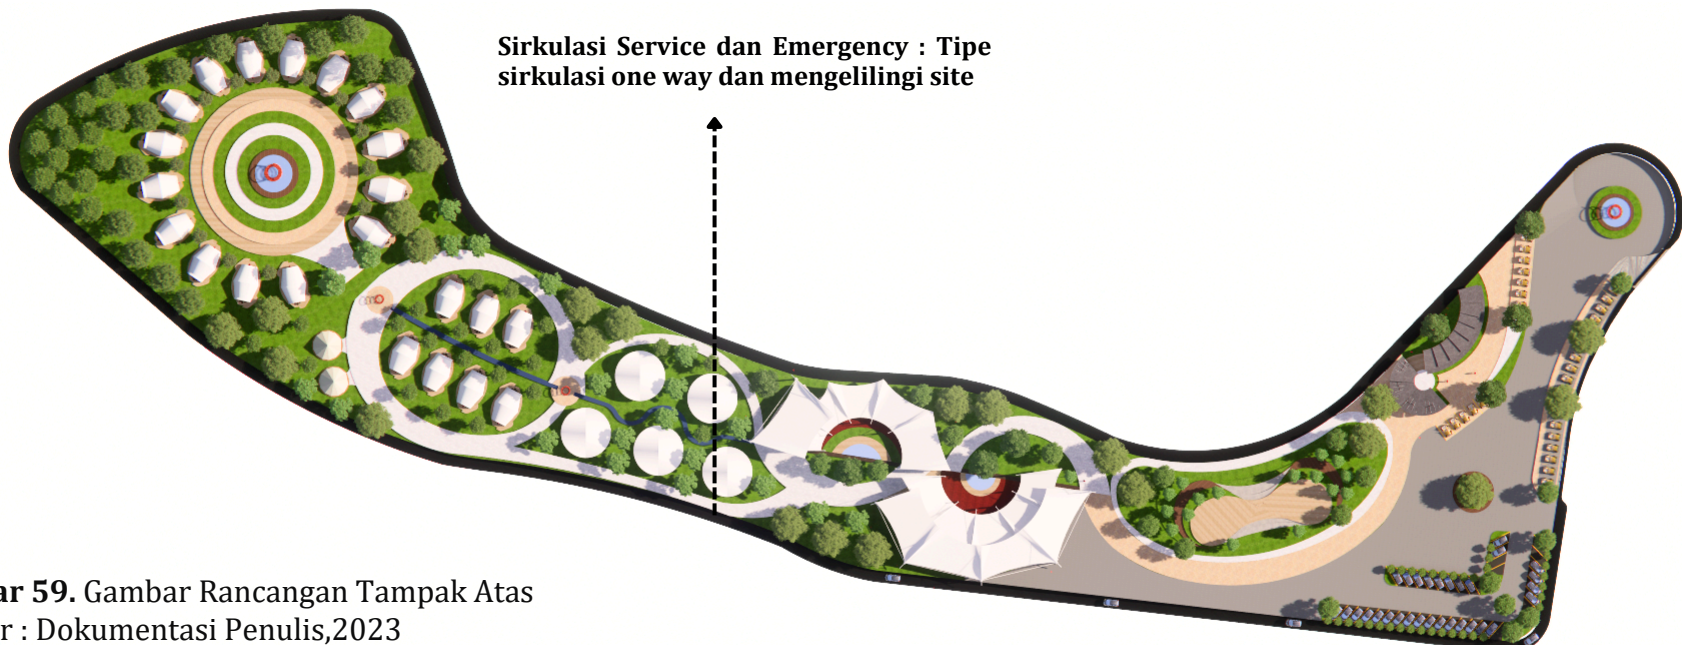 Sirkulasi Service dan Emergency : Tipe
sirkulasi one way dan mengelilingi site
ar 59. Gambar Rancangan Tampak Atas
r : Dokumentasi Penulis,2023